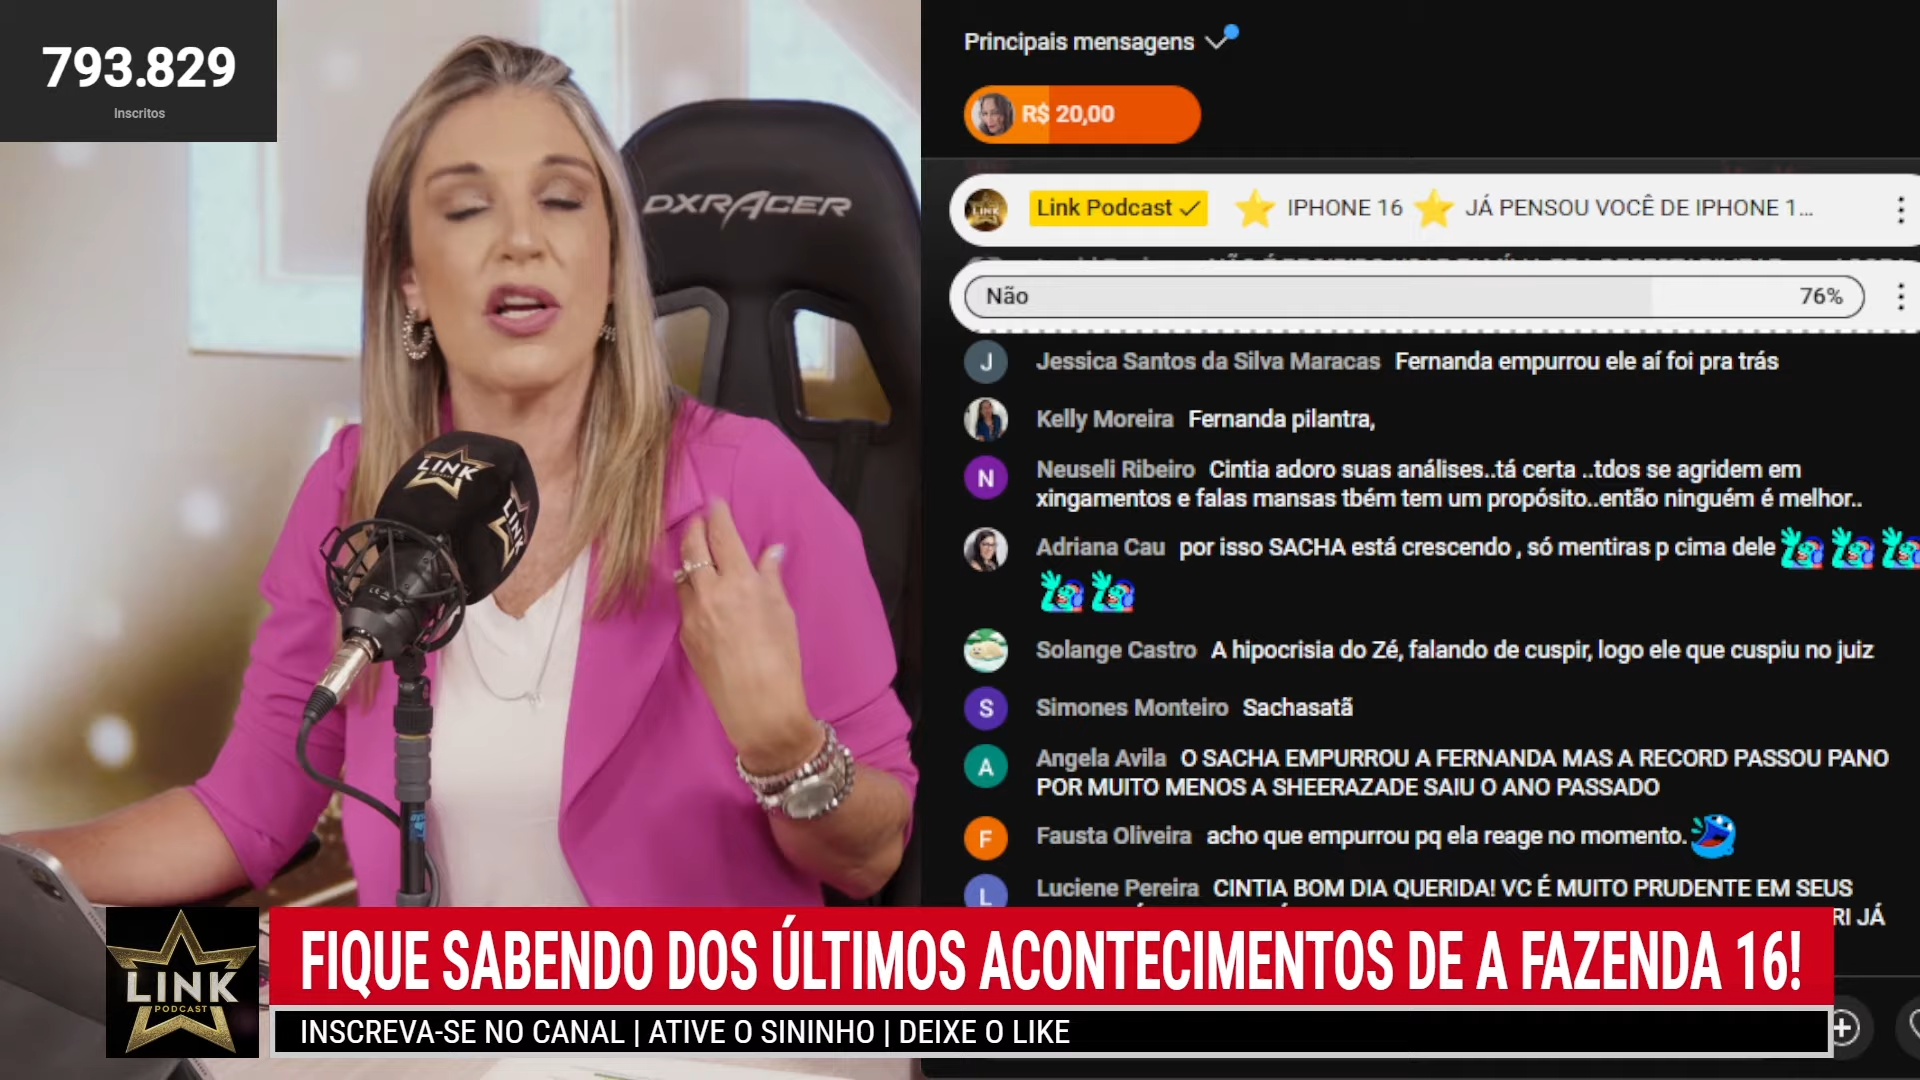 793.829
Inscritos
DXRACER
LINK
LINK
Principais mensagens
R$ 20,00
LINK
Link Podcast
IPHONE 16
JÁ PENSOU VOCÊ DE IPHONE 1...
Não
76%
J
Jessica Santos da Silva Maracas Fernanda empurrou ele aí foi pra trás
Kelly Moreira Fernanda pilantra,
N
Neuseli Ribeiro Cintia adoro suas análises..tá certa ..tdos se agridem em
xingamentos e falas mansas tbém tem um propósito..então ninguém é melhor..
Adriana Cau por isso SACHA está crescendo , só mentiras p cima dele
Solange Castro A hipocrisia do Zé, falando de cuspir, logo ele que cuspiu no juiz
S
Simones Monteiro Sachasatã
A
Angela Avila O SACHA EMPURROU A FERNANDA MAS A RECORD PASSOU PANO
POR MUITO MENOS A SHEERAZADE SAIU O ANO PASSADO
F
Fausta Oliveira acho que empurrou pq ela reage no momento.
L
Luciene Pereira CINTIA BOM DIA QUERIDA! VC É MUITO PRUDENTE EM SEUS
RI JÁ
LINK
PODCAST
FIQUE SABENDO DOS ÚLTIMOS ACONTECIMENTOS DE A FAZENDA 16!
INSCREVA-SE NO CANAL | ATIVE O SININHO | DEIXE O LIKE